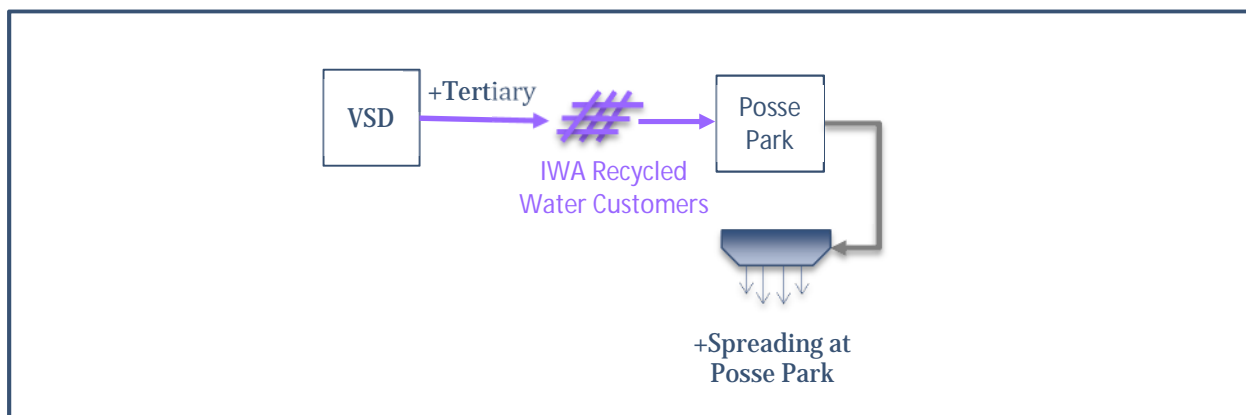 VSD
+Tertiary
IWA Recycled
Water Customers
Posse
Park
+Spreading at
Posse Park